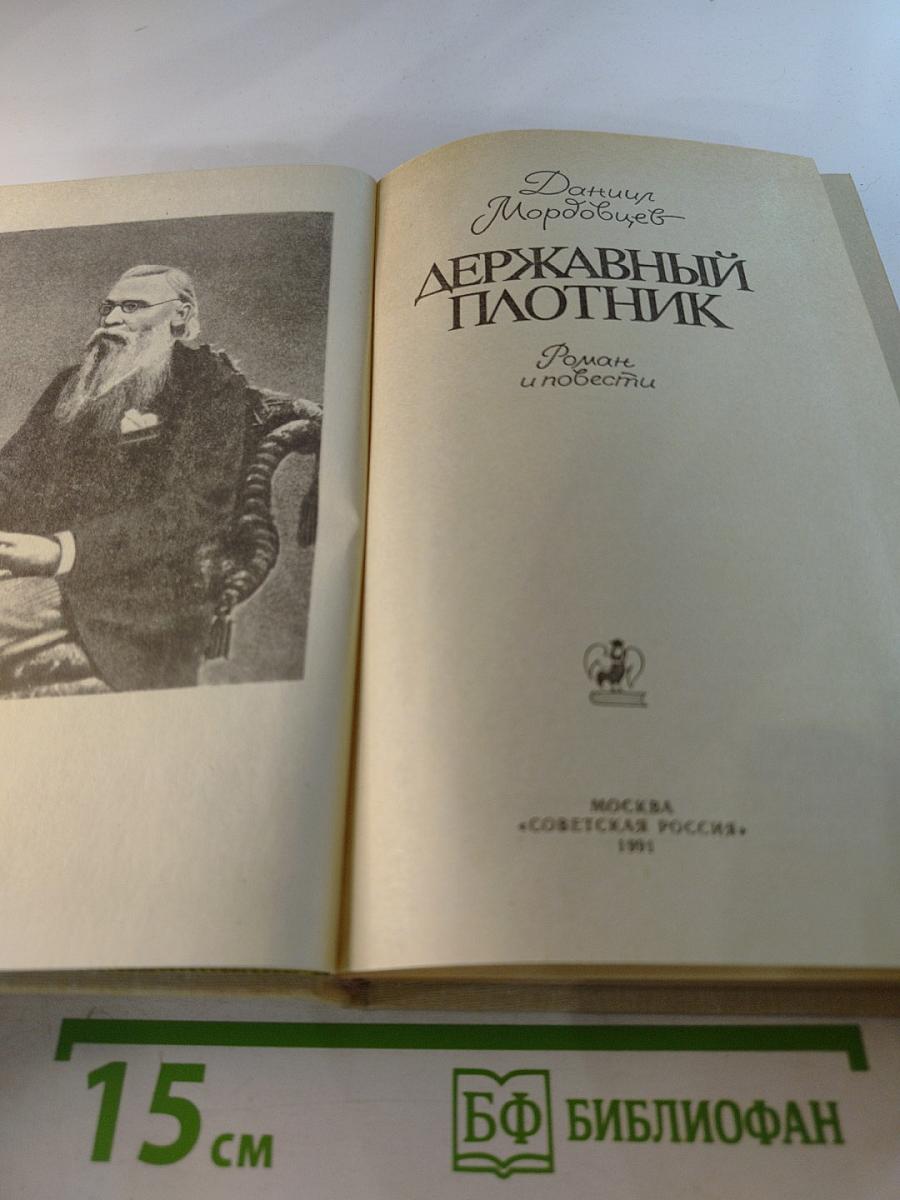 Даниил
Мордовцев
ДЕРЖАВНЫЙ
ПЛОТНИК
Роман
и повести
МОСКВА
«СОВЕТСКАЯ РОССИЯ»
1991
15 см
БФ БИБЛИОФАН